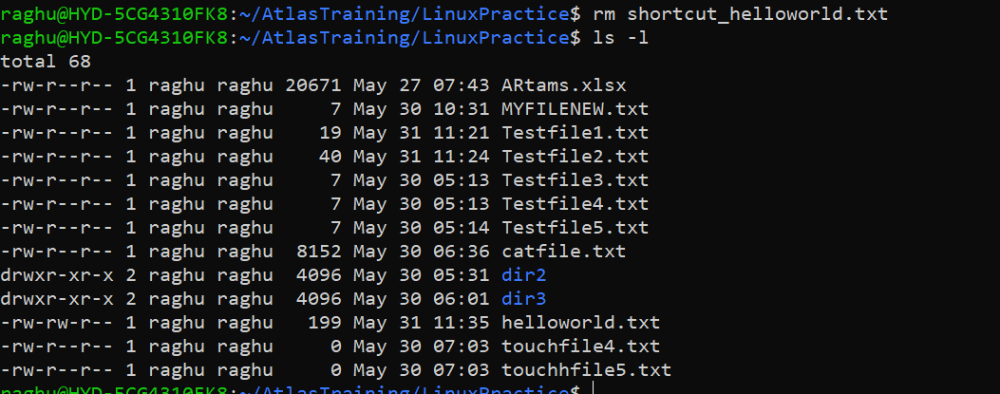 raghu@HYD-5CG4310FK8:~/AtlasTraining/LinuxPractice$ rm shortcut_helloworld.txt
raghu@HYD-5CG4310FK8:~/AtlasTraining/LinuxPractice$ ls -l
total 68
-rw-r--r-- 1 raghu raghu 20671 May 27 07:43 ARtams.xlsx
-rw-r--r-- 1 raghu raghu     7 May 30 10:31 MYFILENEW.txt
-rw-r--r-- 1 raghu raghu    19 May 31 11:21 Testfile1.txt
-rw-r--r-- 1 raghu raghu    40 May 31 11:24 Testfile2.txt
-rw-r--r-- 1 raghu raghu     7 May 30 05:13 Testfile3.txt
-rw-r--r-- 1 raghu raghu     7 May 30 05:13 Testfile4.txt
-rw-r--r-- 1 raghu raghu     7 May 30 05:14 Testfile5.txt
-rw-r--r-- 1 raghu raghu  8152 May 30 06:36 catfile.txt
drwxr-xr-x 2 raghu raghu  4096 May 30 05:31 dir2
drwxr-xr-x 2 raghu raghu  4096 May 30 06:01 dir3
-rw-rw-r-- 1 raghu raghu   199 May 31 11:35 helloworld.txt
-rw-r--r-- 1 raghu raghu     0 May 30 07:03 touchfile4.txt
-rw-r--r-- 1 raghu raghu     0 May 30 07:03 touchhfile5.txt
raghu@HYD-5CG4310FK8:~/AtlasTraining/LinuxPractice$